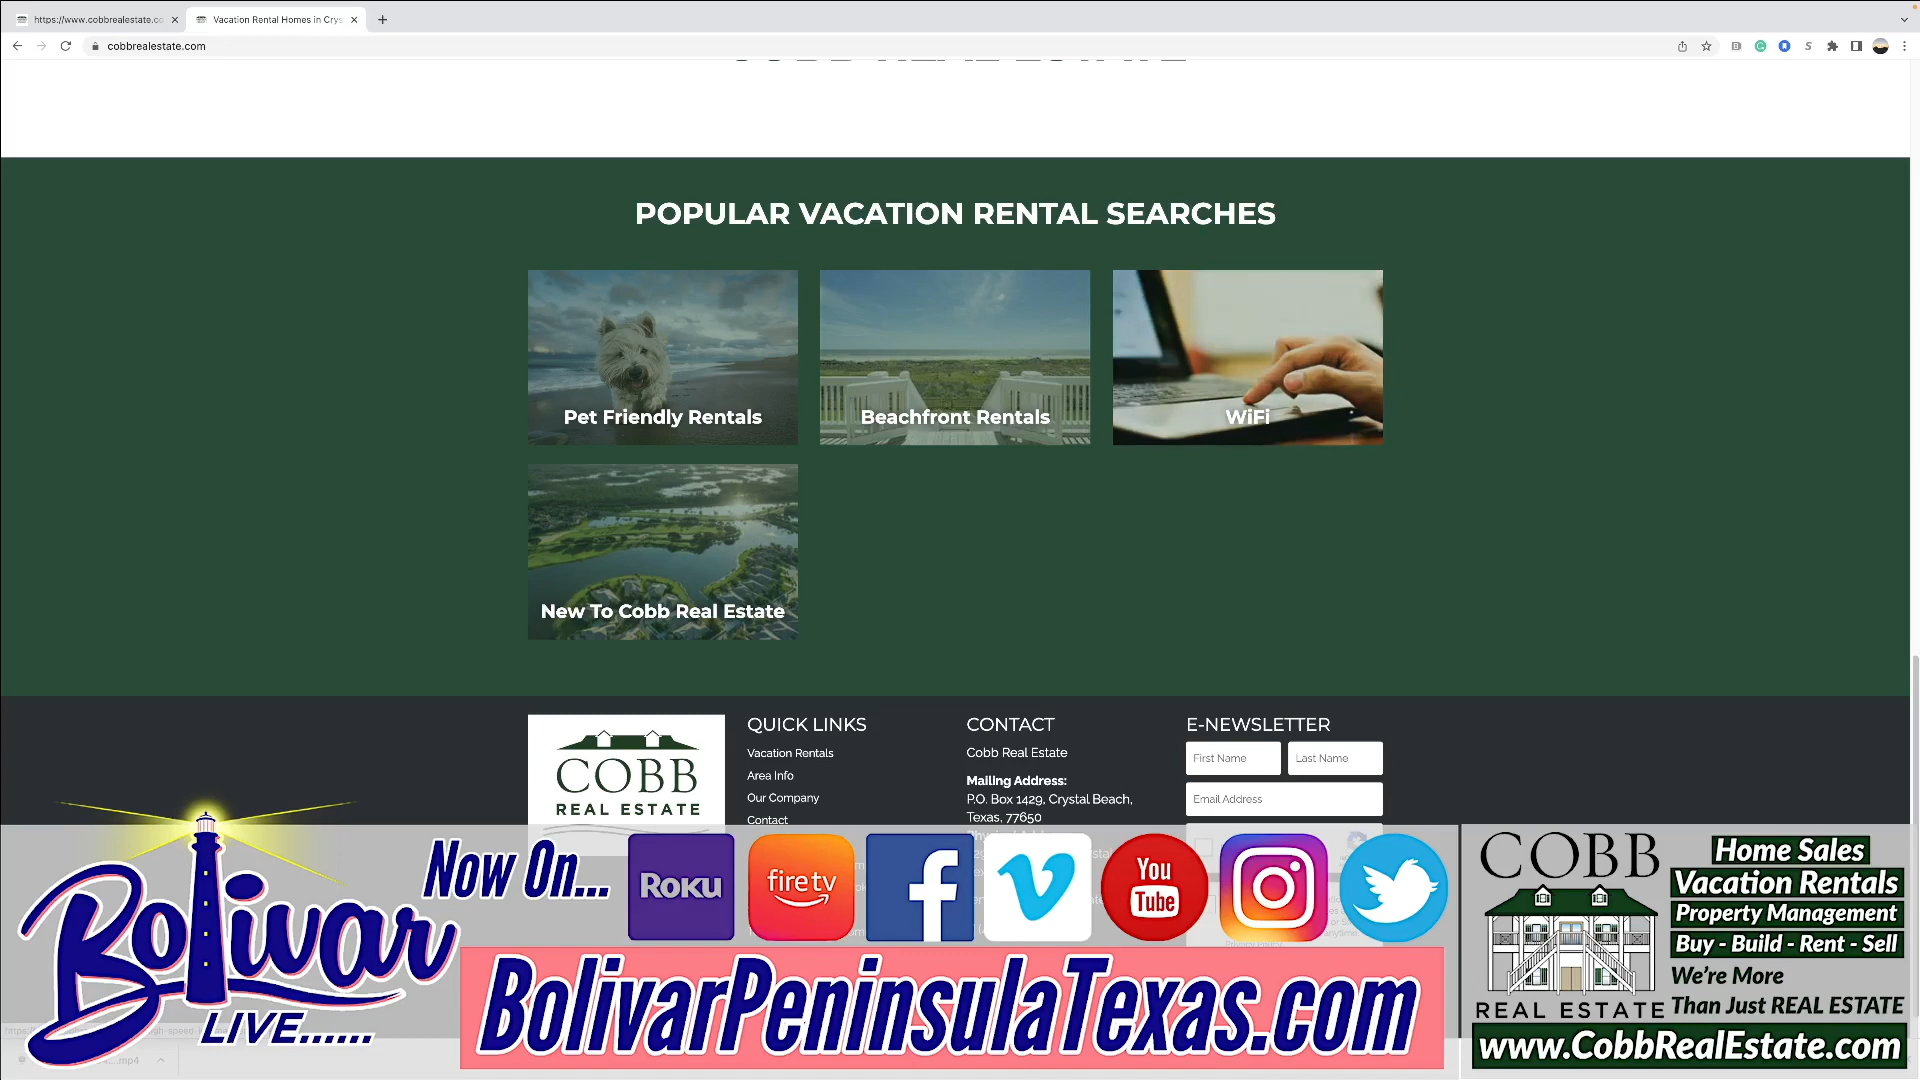 https://www.cobbrealestate.co
Vacation Rental Homes in Crys
cobbrealestate.com
POPULAR VACATION RENTAL SEARCHES
Pet Friendly Rentals
Beachfront Rentals
WiFi
New To Cobb Real Estate
COBB
REAL ESTATE
QUICK LINKS
Vacation Rentals
Area Info
Our Company
Contact
CONTACT
Cobb Real Estate
Mailing Address:
P.O. Box 1429, Crystal Beach,
Texas, 77650
E-NEWSLETTER
First Name
Last Name
Email Address
Bolivar
LIVE......
Now On...
ROKU
fire tv
You
Tube
BolivarPeninsulaTexas.com
COBB
REAL ESTATE
Home Sales
Vacation Rentals
Property Management
Buy - Build - Rent - Sell
We're More
Than Just REAL ESTATE
www.CobbRealEstate.com